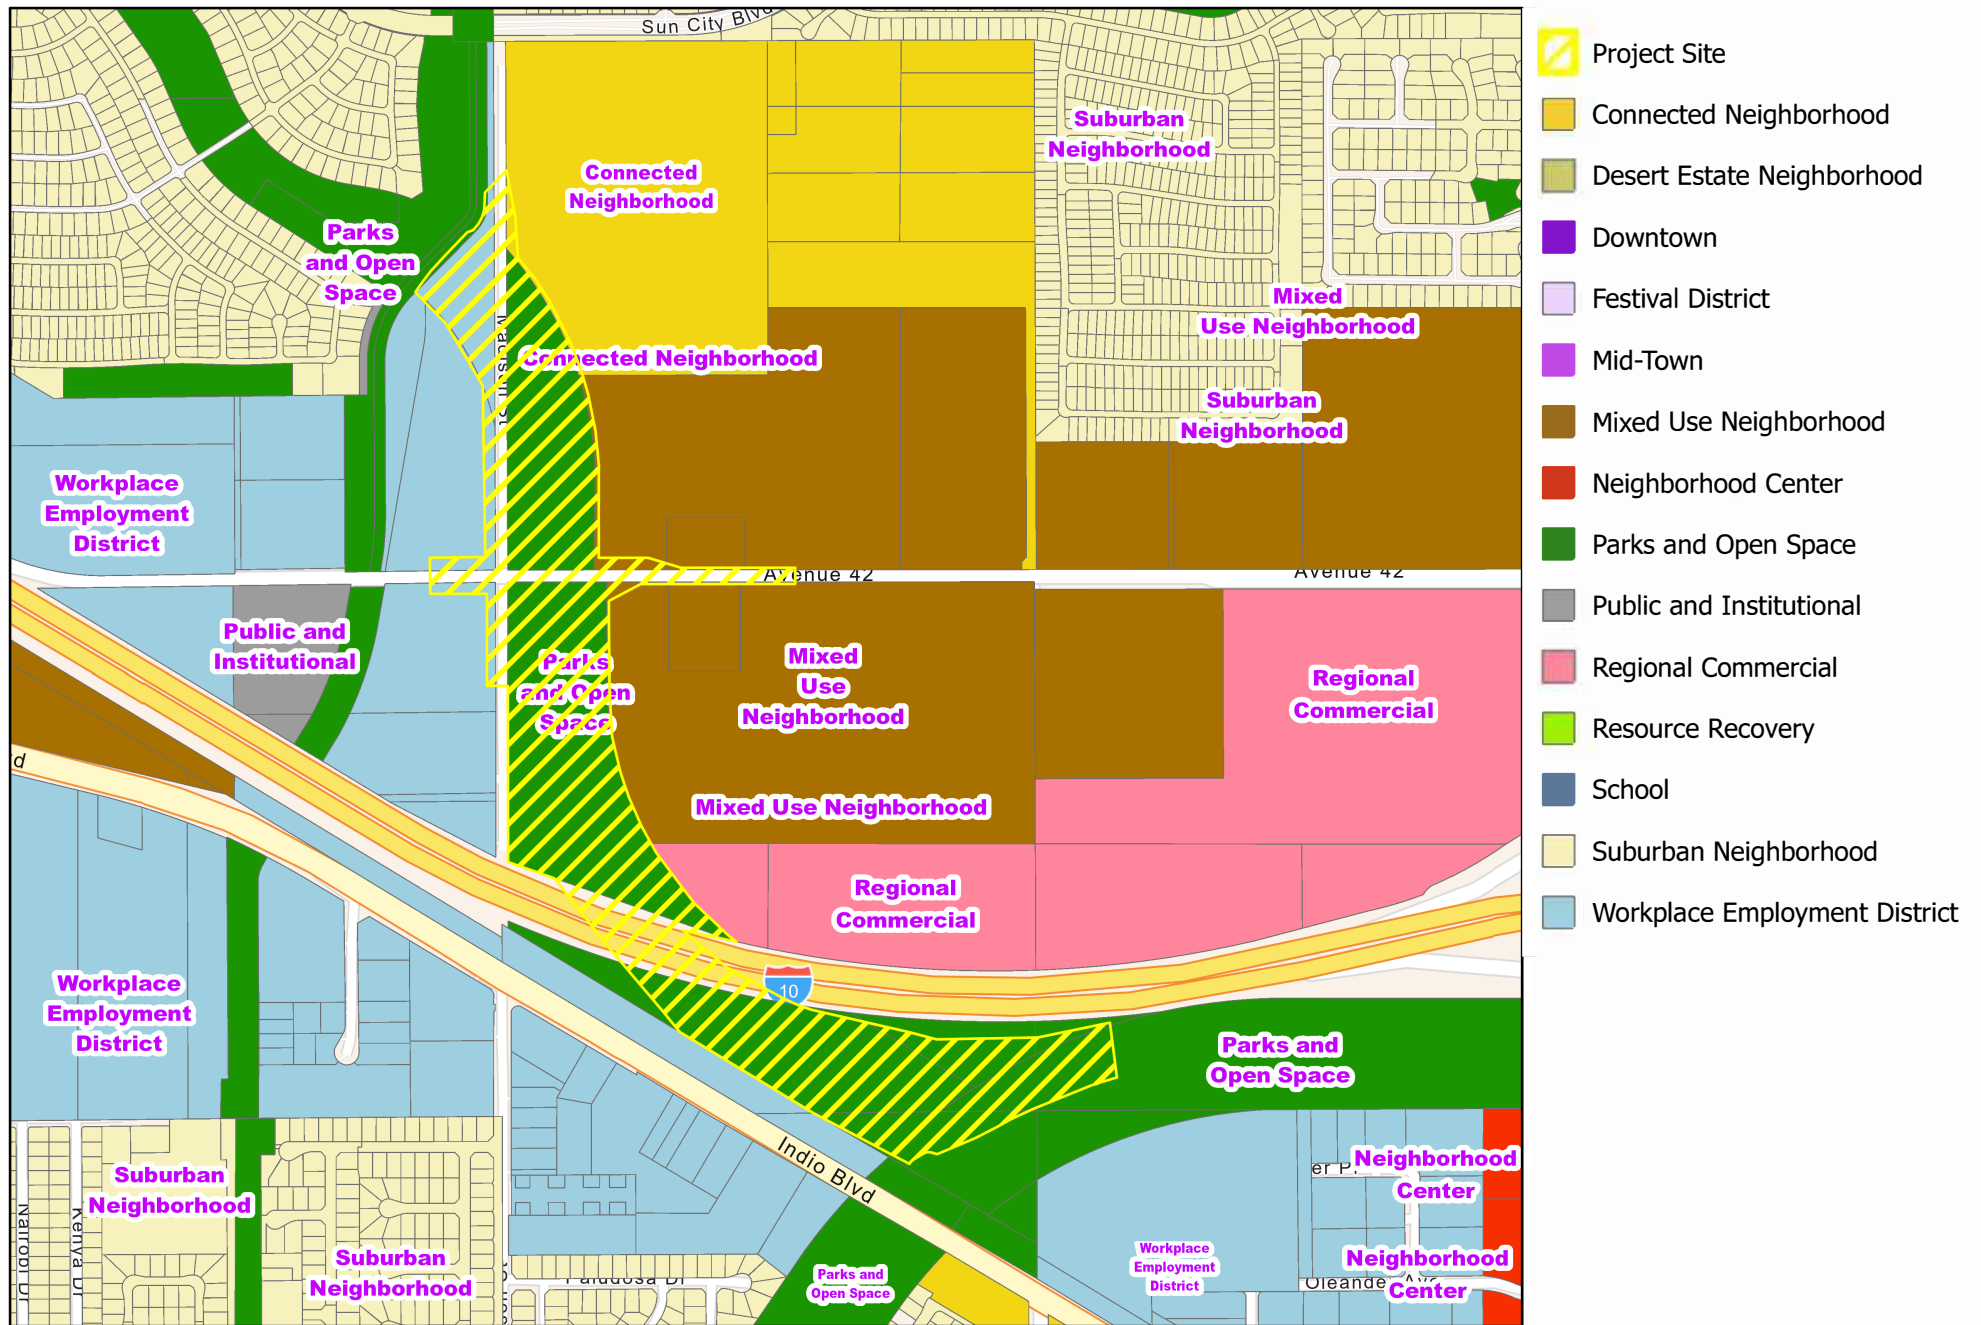 Sun City Blvd
Suburban
Neighborhood
Connected
Neighborhood
Parks
and Open
Space
Mixed
Use Neighborhood
Connected Neighborhood
Suburban
Neighborhood
Workplace
Employment
District
Avenue 42
Avenue 42
Public and
Institutional
Parks
and Open
Space
Mixed
Use
Neighborhood
Regional
Commercial
Mixed Use Neighborhood
Regional
Commercial
10
Workplace
Employment
District
Parks and
Open Space
Indio Blvd
Suburban
Neighborhood
Neighborhood
Center
Nairobi Dr
Kenya Dr
Suburban
Neighborhood
Parks and
Open Space
Workplace
Employment
District
Neighborhood
Center
Project Site
Connected Neighborhood
Desert Estate Neighborhood
Downtown
Festival District
Mid-Town
Mixed Use Neighborhood
Neighborhood Center
Parks and Open Space
Public and Institutional
Regional Commercial
Resource Recovery
School
Suburban Neighborhood
Workplace Employment District